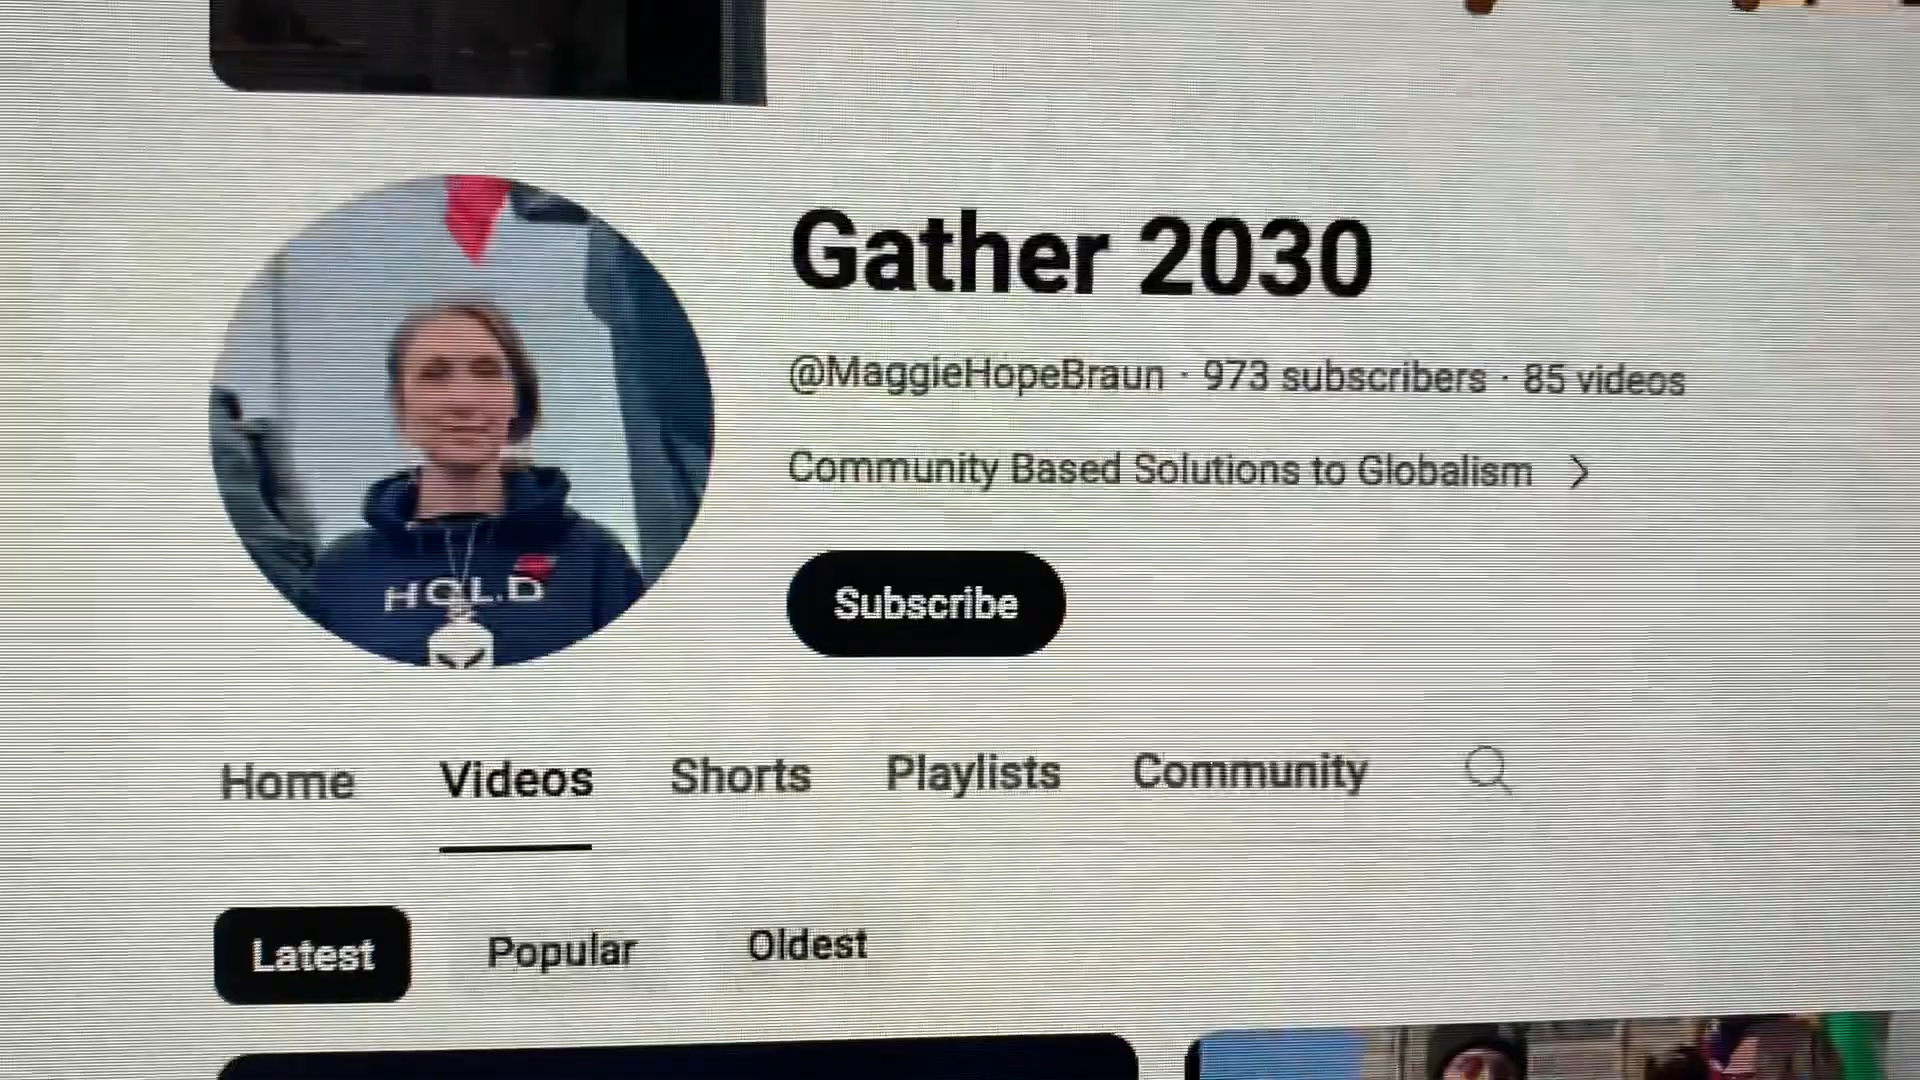 Gather 2030
@MaggieHopeBraun · 973 subscribers · 85 videos
Community Based Solutions to Globalism >
Subscribe
HOLD
Home Videos Shorts Playlists Community
Latest Popular Oldest